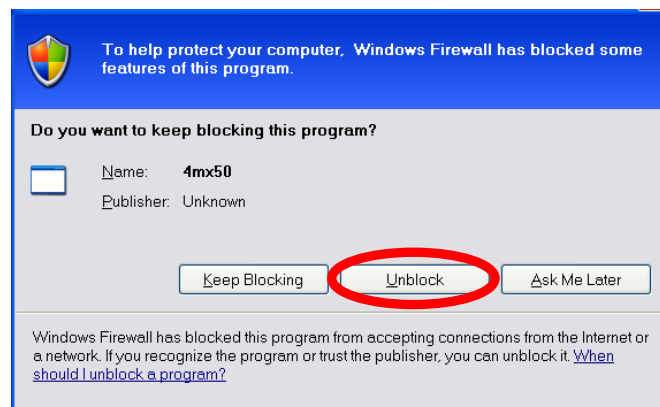 To help protect your computer, Windows Firewall has blocked some
features of this program.
Do you want to keep blocking this program?
Name: 4mx50
Publisher: Unknown
Keep Blocking Unblock Ask Me Later
Windows Firewall has blocked this program from accepting connections from the Internet or
a network. If you recognize the program or trust the publisher, you can unblock it. When
should I unblock a program?